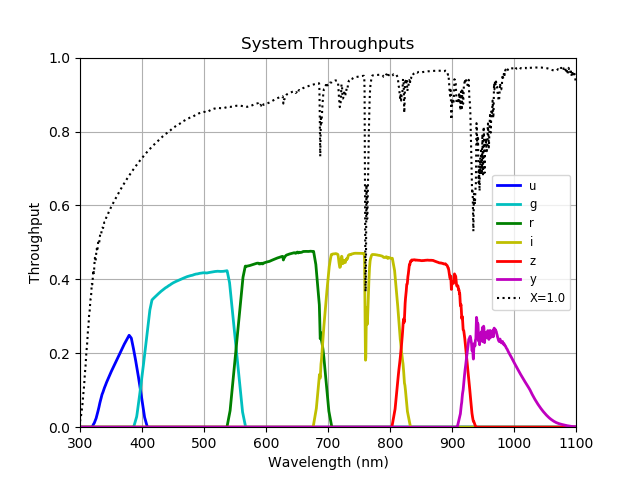 System Throughputs
1.0
0.8
0.6
0.4
0.2
0.0
Throughput
u
g
r
i
z
y
X=1.0
300 400 500 600 700 800 900 1000 1100
Wavelength (nm)